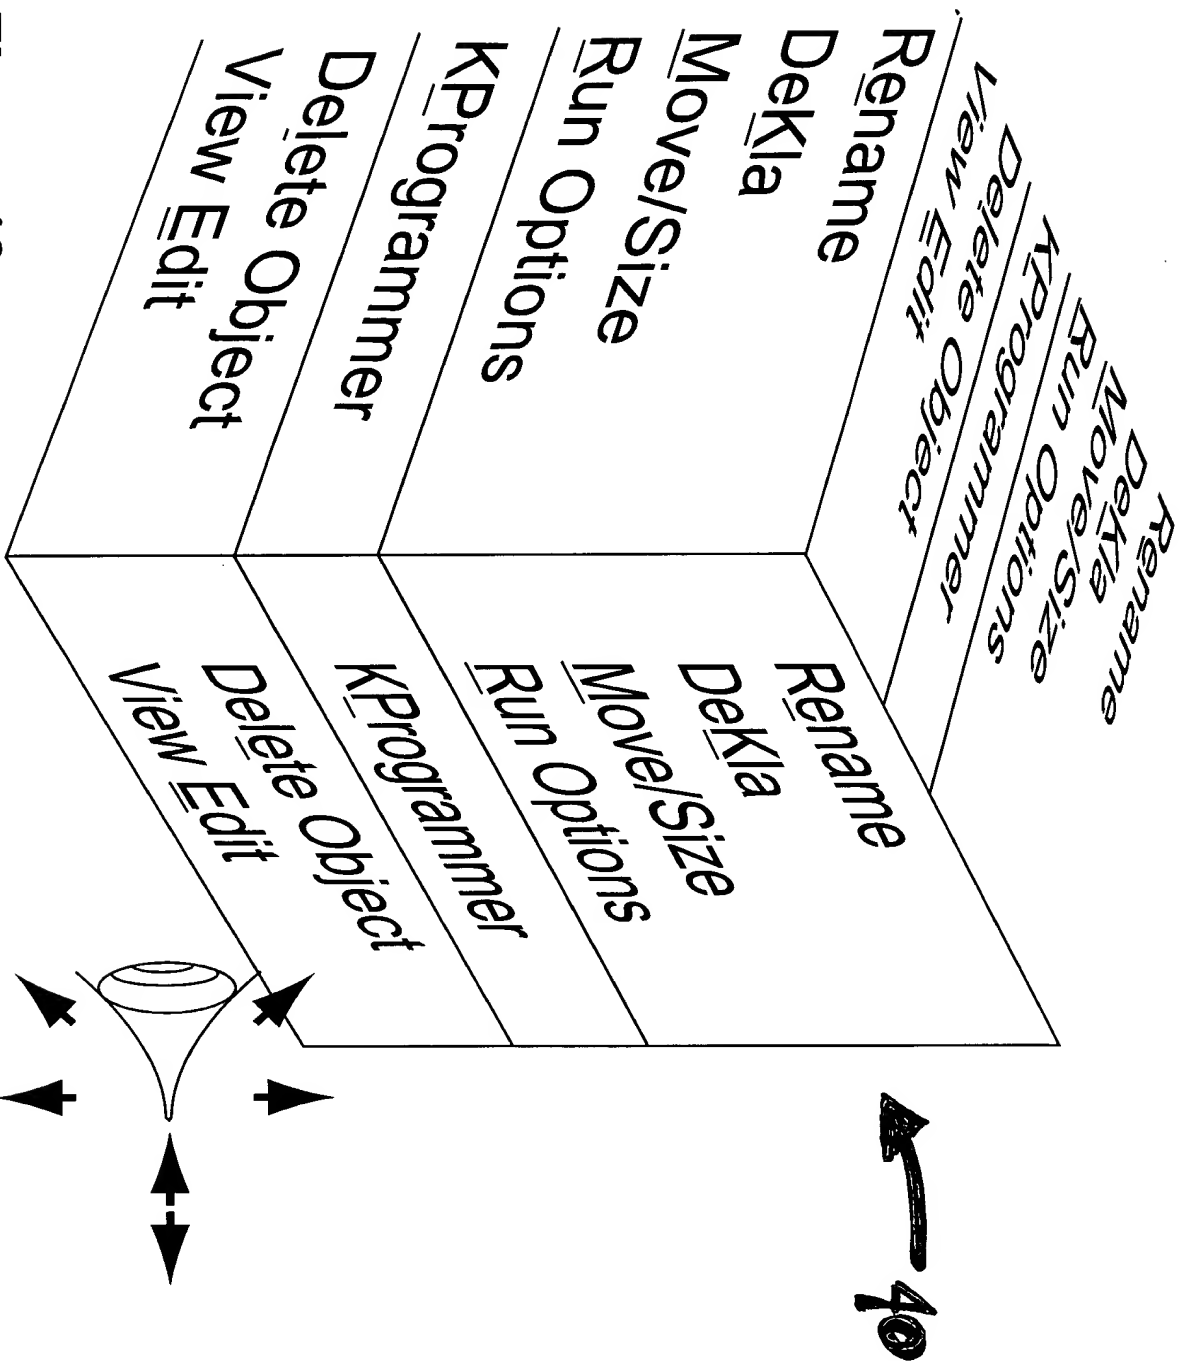 Rename
DeKla
Move/Size
Run Options
KProgrammer
Delete Object
View Edit
Rename
DeKla
Move/Size
Run Options
KProgrammer
Delete Object
View Edit
Rename
DeKla
Move/Size
Run Options
KProgrammer
Delete Object
View Edit
40